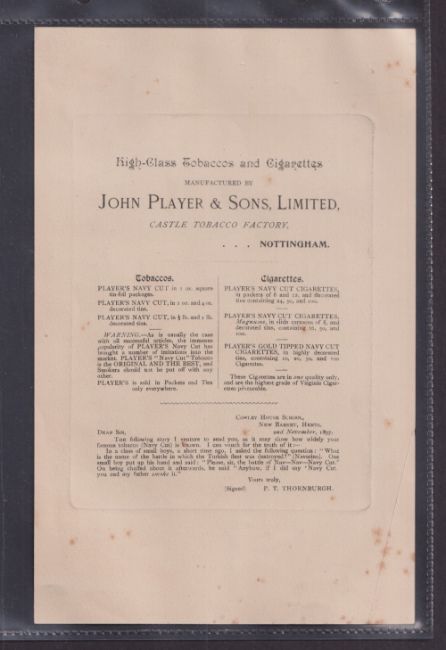 High-Class Tobaccos and Cigarettes
MANUFACTURED BY
JOHN PLAYER & SONS, LIMITED,
CASTLE TOBACCO FACTORY,
. . . NOTTINGHAM.
Tobaccos.
PLAYER'S NAVY CUT in 1 oz. square
tin-foil packages.
PLAYER'S NAVY CUT, in 2 oz. and 4 oz.
decorated tins.
PLAYER'S NAVY CUT, in ½ lb. and 1 lb.
decorated tins.
WARNING.—As is usually the case
with all successful articles, the immense
popularity of PLAYER'S Navy Cut has
brought a number of imitations into the
market. PLAYER'S "Navy Cut" Tobacco
is the ORIGINAL AND THE BEST, and
Smokers should not be put off with any
other.
PLAYER'S is sold in Packets and Tins
only everywhere.
Cigarettes.
PLAYER'S NAVY CUT CIGARETTES,
in packets of 6 and 12, and decorated
tins containing 24, 50, and
100.
PLAYER'S NAVY CUT CIGARETTES,
Magnums, in slide cartoons of 6, and
decorated tins, containing 50, and
100.
PLAYER'S GOLD TIPPED NAVY CUT
CIGARETTES, in highly decorated
tins, containing 10, 20, 50, and 100
Cigarettes.
These Cigarettes are in one quality only,
and are the highest grade of Virginia Cigar-
ettes procurable.
COWLEY HOUSE SCHOOL,
NEW BARNET, HERTS,
2nd November, 1897.
DEAR SIR,
The following story I venture to send you, as it may show how widely your
famous tobacco (Navy Cut) is known. I can vouch for the truth of it:—
In a class of small boys, a short time ago, I asked the following question: "What
is the name of the battle in which the Turkish fleet was destroyed?" (Navarino). One
small boy put up his hand and said: "Please, sir, the battle of Nav—Nav—Navy Cut."
On being chaffed about it afterwards, he said "Anyhow, if I did say 'Navy Cut,
you and my father smoke it."
Yours truly,
(Signed) F. T. THORNBURGH.